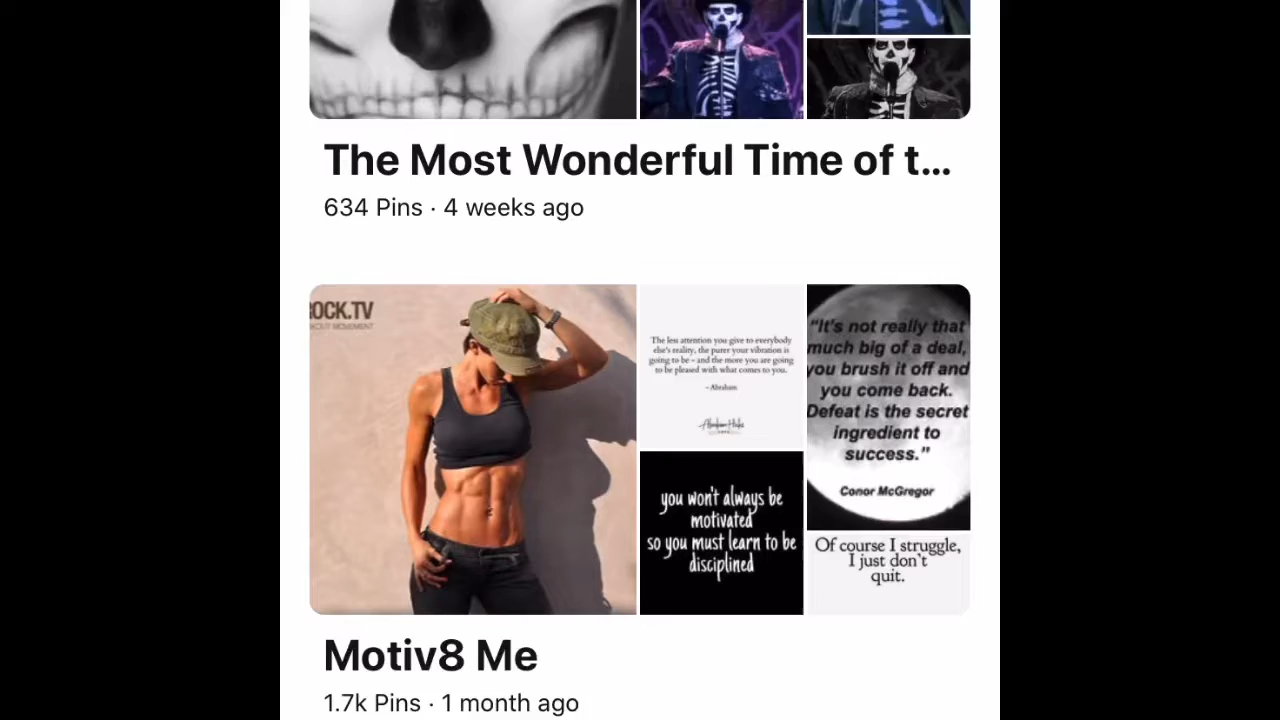 The Most Wonderful Time of t...
634 Pins · 4 weeks ago
ROCK.TV
KOUT MOVEMENT
The less attention you give to everybody
else's reality, the purer your vibration is
going to be – and the more you are going
to be pleased with what comes to you.
– Abraham
you won't always be
motivated
so you must learn to be
disciplined
"It's not really that
much big of a deal,
you brush it off and
you come back.
Defeat is the secret
ingredient to
success."
Conor McGregor
Of course I struggle,
I just don't
quit.
Motiv8 Me
1.7k Pins · 1 month ago